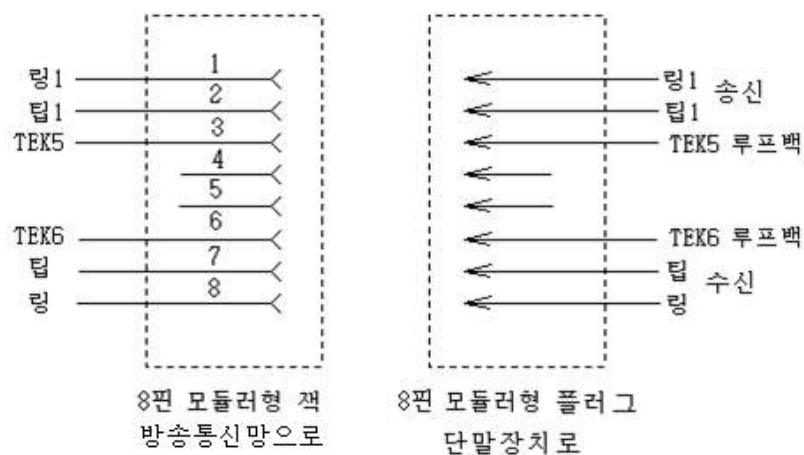 링1
팁1
TEK5
TEK6
팁
링
1
2
3
4
5
6
7
8
링1 송신
팁1
TEK5 루프백
TEK6 루프백
팁 수신
링
8핀 모듈러형 잭
방송통신망으로
8핀 모듈러형 플러그
단말장치로